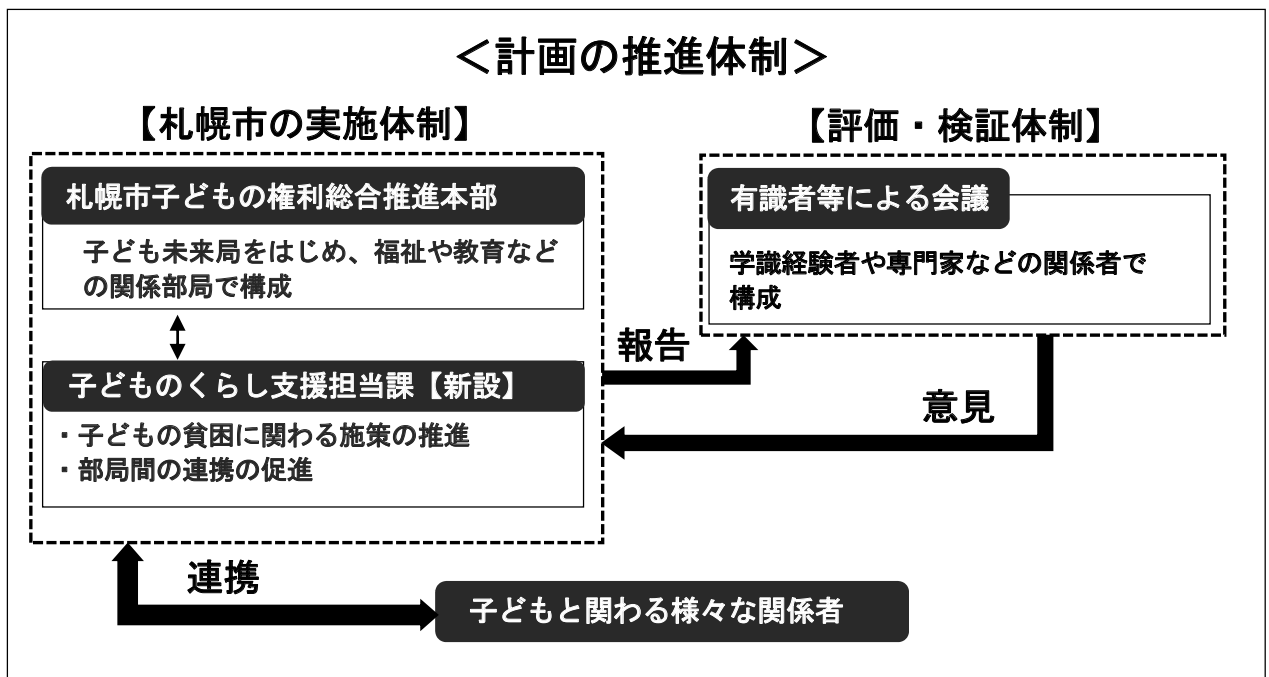 ＜計画の推進体制＞
【札幌市の実施体制】
札幌市子どもの権利総合推進本部
子ども未来局をはじめ、福祉や教育など
の関係部局で構成
子どものくらし支援担当課【新設】
・子どもの貧困に関わる施策の推進
・部局間の連携の促進
【評価・検証体制】
有識者等による会議
学識経験者や専門家などの関係者で
構成
報告
意見
連携
子どもと関わる様々な関係者